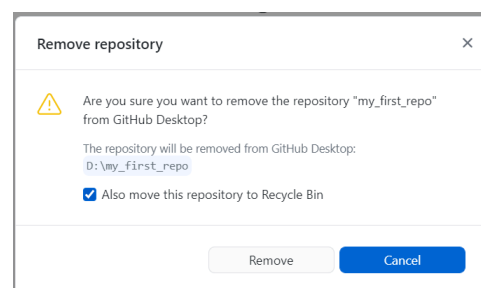 Remove repository
Are you sure you want to remove the repository "my_first_repo"
from GitHub Desktop?
The repository will be removed from GitHub Desktop:
D:\my_first_repo
Also move this repository to Recycle Bin
Remove
Cancel